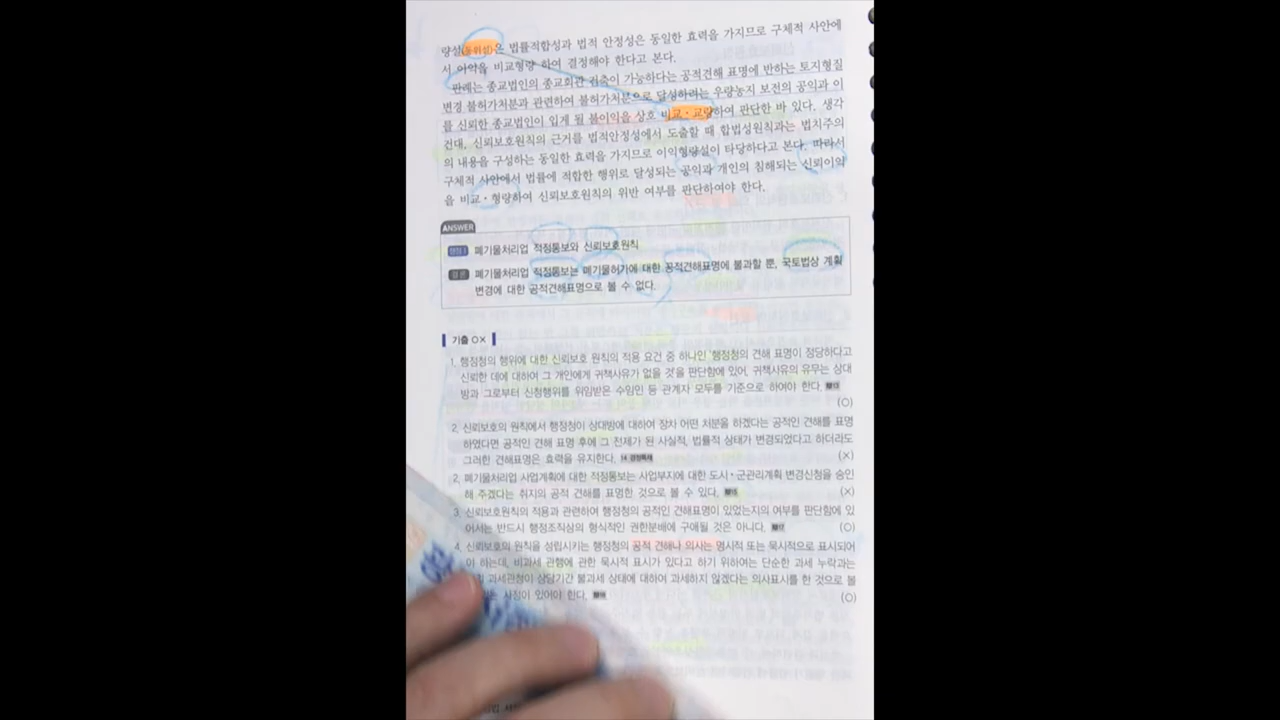 량설(동위설)은 법률적합성과 법적 안정성은 동일한 효력을 가지므로 구체적 사안에
서 이익을 비교형량 하여 결정해야 한다고 본다.
판례는 종교법인의 종교회관 건축이 가능하다는 공적견해 표명에 반하는 토지형질
변경 불허가처분과 관련하여 불허가처분으로 달성하려는 우량농지 보전의 공익과 이
를 신뢰한 종교법인이 입게 될 불이익을 상호 비교·교량하여 판단한 바 있다. 생각
건대, 신뢰보호원칙의 근거를 법적안정성에서 도출할 때 합법성원칙과는 법치주의
의 내용을 구성하는 동일한 효력을 가지므로 이익형량설이 타당하다고 본다. 따라서
구체적 사안에서 법률에 적합한 행위로 달성되는 공익과 개인의 침해되는 신뢰이익
을 비교·형량하여 신뢰보호원칙의 위반 여부를 판단하여야 한다.
ANSWER
쟁점 1 폐기물처리업 적정통보와 신뢰보호원칙
결론 폐기물처리업 적정통보는 폐기물허가에 대한 공적견해표명에 불과할 뿐, 국토법상 계획
변경에 대한 공적견해표명으로 볼 수 없다.
기출 O×
1. 행정청의 행위에 대한 신뢰보호 원칙의 적용 요건 중 하나인 '행정청의 견해 표명이 정당하다고
신뢰한 데에 대하여 그 개인에게 귀책사유가 없을 것'을 판단함에 있어, 귀책사유의 유무는 상대
방과 그로부터 신청행위를 위임받은 수임인 등 관계자 모두를 기준으로 하여야 한다.
(O)
2. 신뢰보호의 원칙에서 행정청이 상대방에 대하여 장차 어떤 처분을 하겠다는 공적인 견해를 표명
하였다면 공적인 견해 표명 후에 그 전제가 된 사실적, 법률적 상태가 변경되었다고 하더라도
그러한 견해표명은 효력을 유지한다. (×)
2. 폐기물처리업 사업계획에 대한 적정통보는 사업부지에 대한 도시·군관리계획 변경신청을 승인
해 주겠다는 취지의 공적 견해를 표명한 것으로 볼 수 있다. (×)
3. 신뢰보호원칙의 적용과 관련하여 행정청의 공적인 견해표명이 있었는지의 여부를 판단함에 있
어서는 반드시 행정조직상의 형식적인 권한분배에 구애될 것은 아니다. (O)
4. 신뢰보호의 원칙을 성립시키는 행정청의 공적 견해나 의사는 명시적 또는 묵시적으로 표시되어
야 하는데, 비과세 관행에 관한 묵시적 표시가 있다고 하기 위하여는 단순한 과세 누락과는
과세관청이 상당기간 불과세 상태에 대하여 과세하지 않겠다는 의사표시를 한 것으로 볼
사정이 있어야 한다. (O)